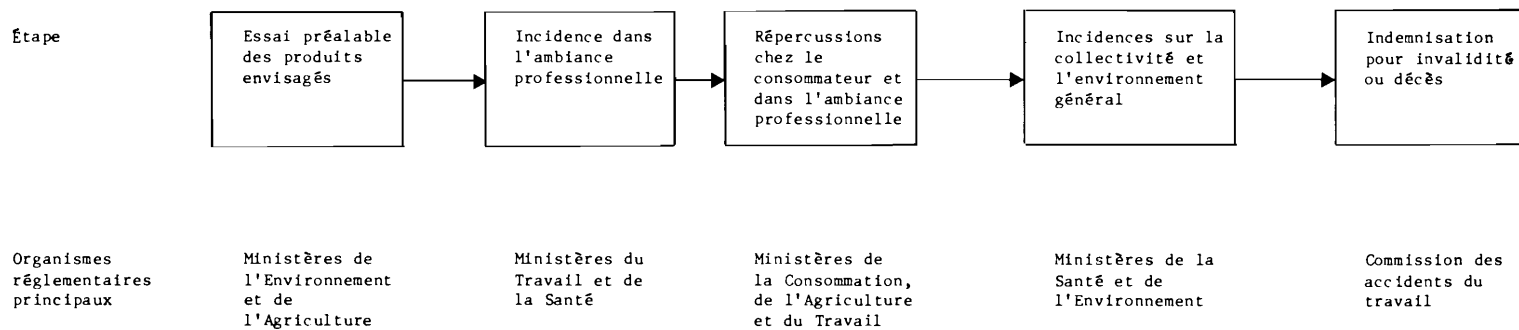 Étape
Essai préalable
des produits
envisagés
Incidence dans
l'ambiance
professionnelle
Répercussions
chez le
consommateur et
dans l'ambiance
professionnelle
Incidences sur la
collectivité et
l'environnement
général
Indemnisation
pour invalidité
ou décès
Organismes
réglementaires
principaux
Ministères de
l'Environnement
et de
l'Agriculture
Ministères du
Travail et de
la Santé
Ministères de
la Consommation,
de l'Agriculture
et du Travail
Ministères de la
Santé et de
l'Environnement
Commission des
accidents du
travail